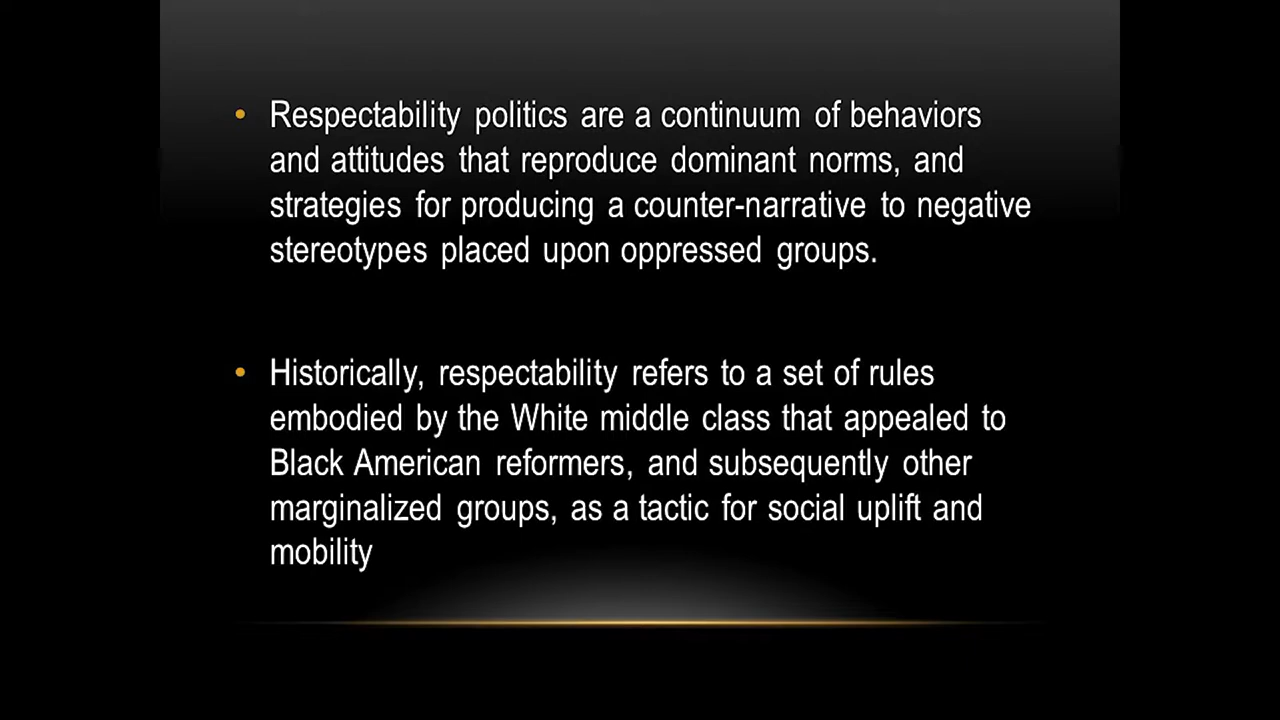 • Respectability politics are a continuum of behaviors
and attitudes that reproduce dominant norms, and
strategies for producing a counter-narrative to negative
stereotypes placed upon oppressed groups.
• Historically, respectability refers to a set of rules
embodied by the White middle class that appealed to
Black American reformers, and subsequently other
marginalized groups, as a tactic for social uplift and
mobility